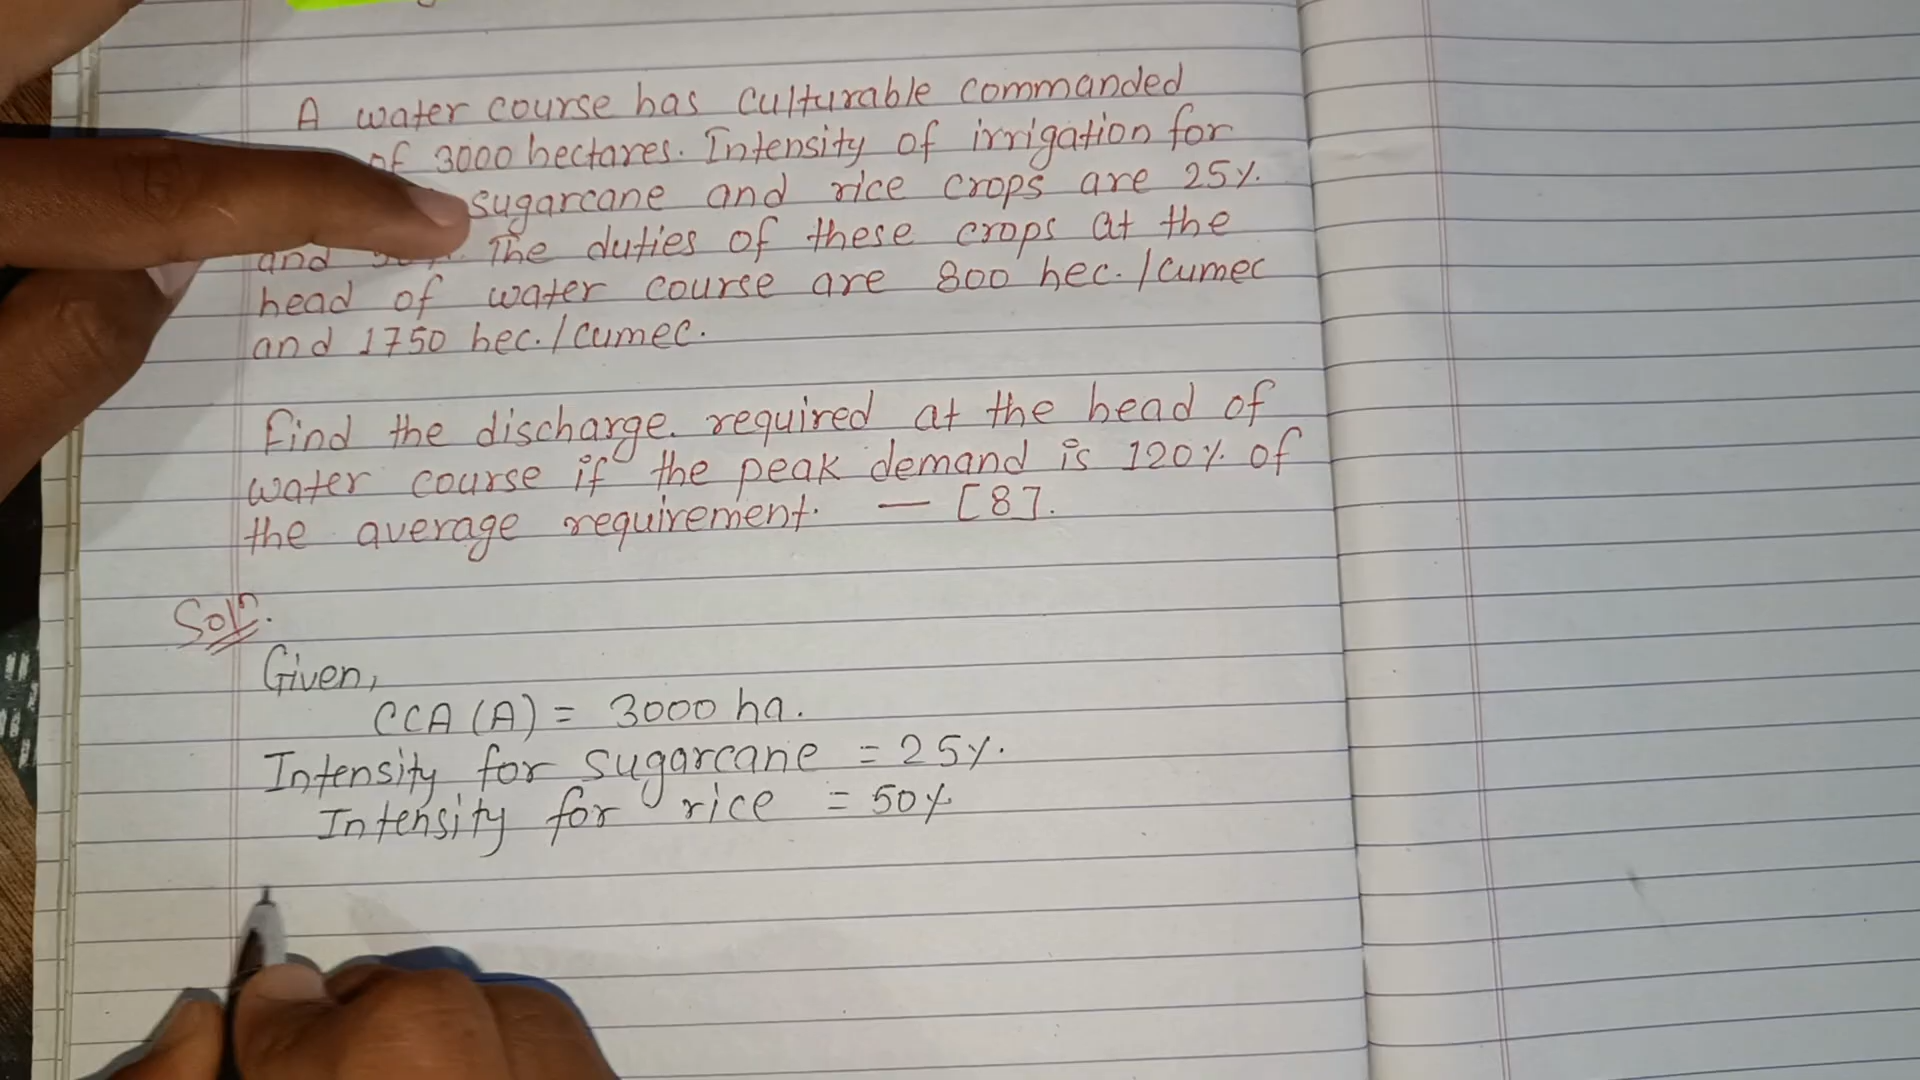 A water course has culturable commanded
of 3000 hectares. Intensity of irrigation for
sugarcane and rice crops are 25%.
and The duties of these crops at the
head of water course are 800 hec./cumec
and 1750 hec./cumec.
Find the discharge. required at the head of
water course if the peak demand is 120% of
the average requirement. — [8].
Solⁿ.
Given,
CCA (A) = 3000 ha.
Intensity for sugarcane = 25%.
Intensity for rice = 50%